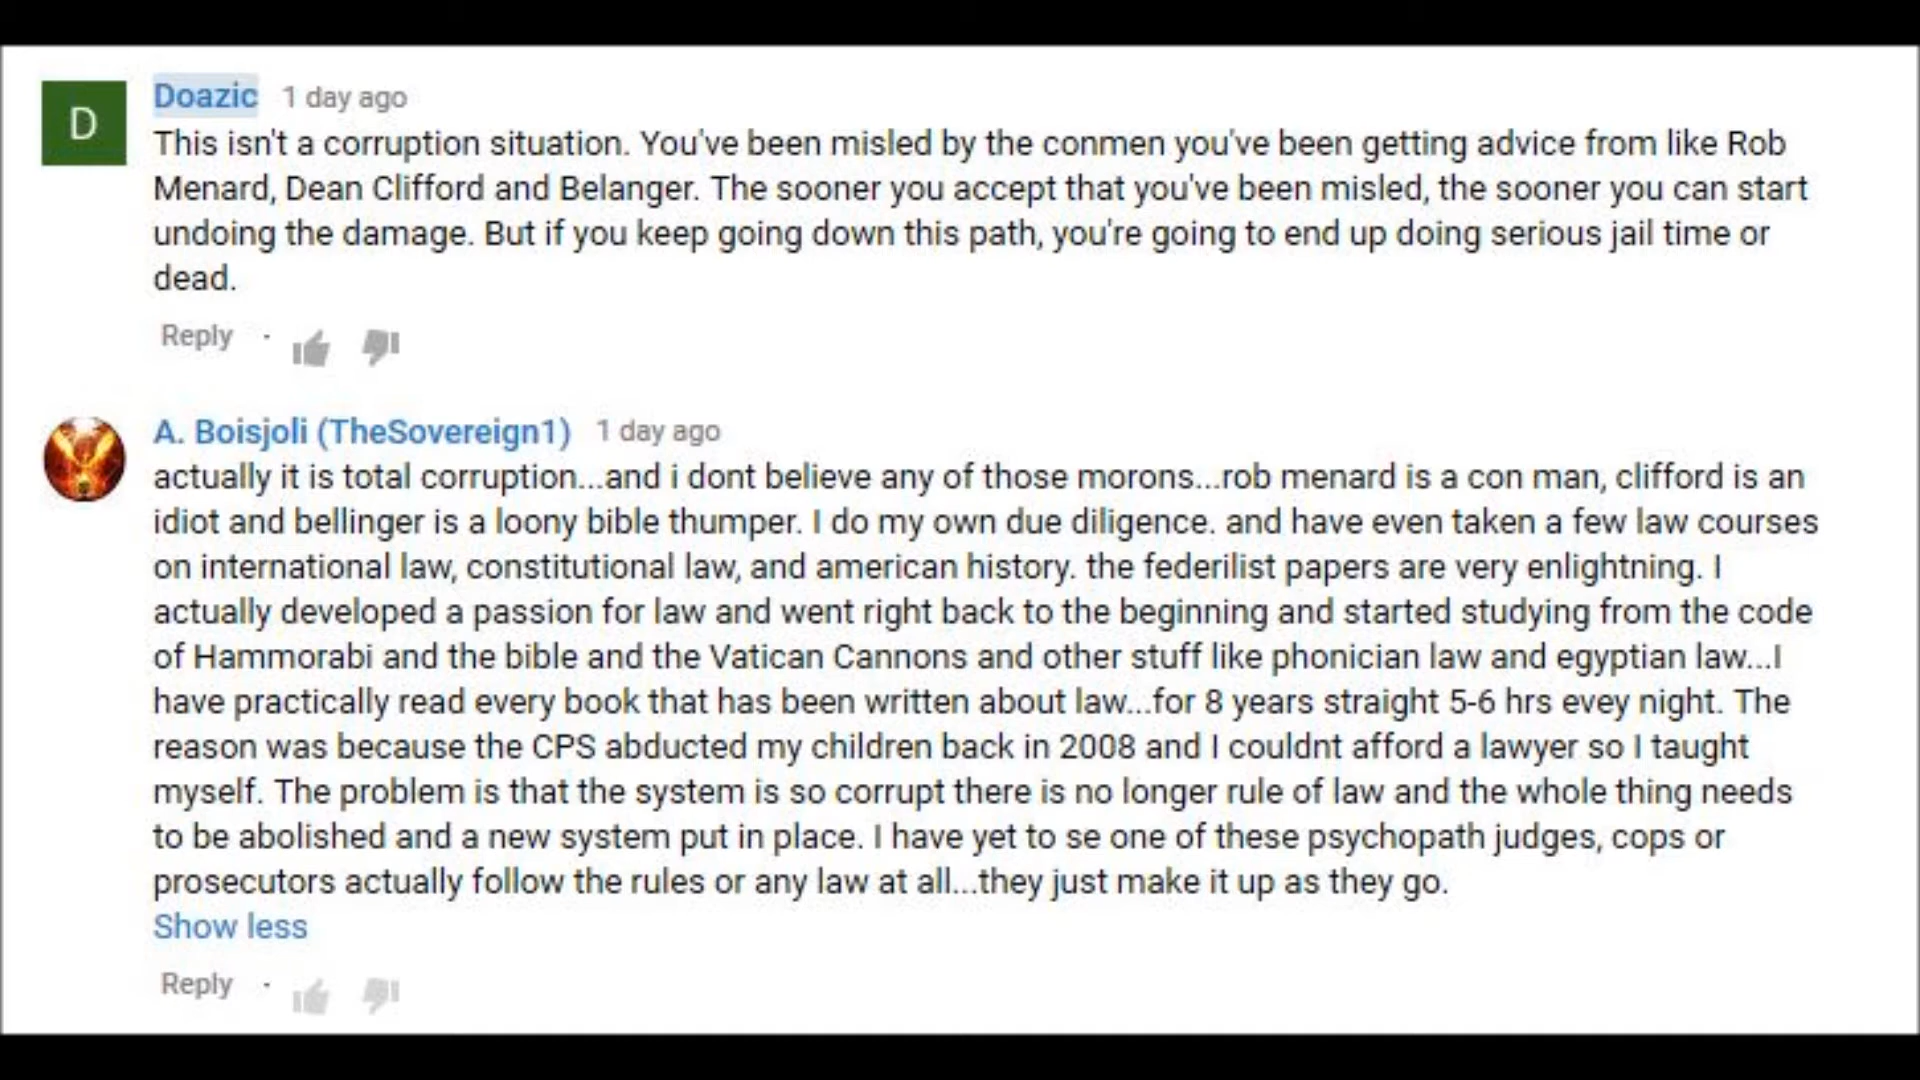 D
Doazic 1 day ago
This isn't a corruption situation. You've been misled by the conmen you've been getting advice from like Rob
Menard, Dean Clifford and Belanger. The sooner you accept that you've been misled, the sooner you can start
undoing the damage. But if you keep going down this path, you're going to end up doing serious jail time or
dead.
Reply ·
A. Boisjoli (TheSovereign1) 1 day ago
actually it is total corruption...and i dont believe any of those morons...rob menard is a con man, clifford is an
idiot and bellinger is a loony bible thumper. I do my own due diligence. and have even taken a few law courses
on international law, constitutional law, and american history. the federilist papers are very enlightning. I
actually developed a passion for law and went right back to the beginning and started studying from the code
of Hammorabi and the bible and the Vatican Cannons and other stuff like phonician law and egyptian law...I
have practically read every book that has been written about law...for 8 years straight 5-6 hrs evey night. The
reason was because the CPS abducted my children back in 2008 and I couldnt afford a lawyer so I taught
myself. The problem is that the system is so corrupt there is no longer rule of law and the whole thing needs
to be abolished and a new system put in place. I have yet to se one of these psychopath judges, cops or
prosecutors actually follow the rules or any law at all...they just make it up as they go.
Show less
Reply ·